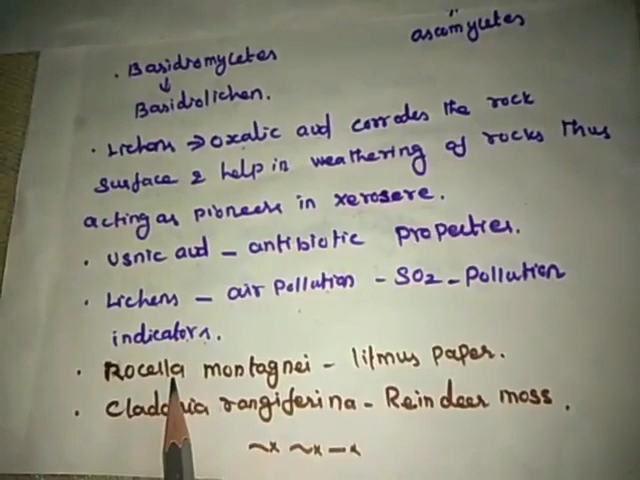 ascomycetes
. Basidiomycetes
↓
Basidiolichen.
. Lichens → oxalic acid corrodes the rock
surface & help in weathering of rocks thus
acting as pioneers in xerosere.
. Usnic acid - antibiotic properties.
. Lichens - air pollution - SO2 - Pollution
indicators.
. Rocella montagnei - litmus paper.
. Cladonia rangiferina - Reindeer moss.
~x ~x -x